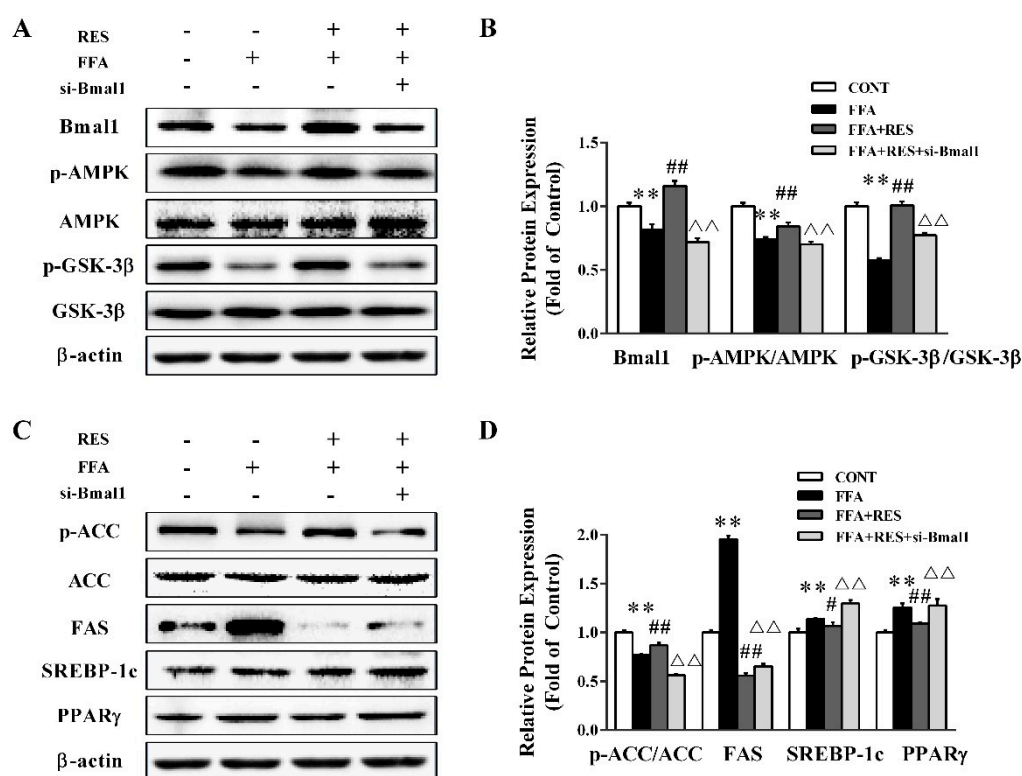 A
RES - - + +
FFA - + + +
si-Bmal1 - - - +
Bmal1
p-AMPK
AMPK
p-GSK-3β
GSK-3β
β-actin
B
CONT
FFA
FFA+RES
FFA+RES+si-Bmal1
Relative Protein Expression
(Fold of Control)
1.5
1.0
0.5
0.0
** ## △△
** ## △△
** ## △△
Bmal1 p-AMPK/AMPK p-GSK-3β/GSK-3β
C
RES - - + +
FFA - + + +
si-Bmal1 - - - +
p-ACC
ACC
FAS
SREBP-1c
PPARγ
β-actin
D
CONT
FFA
FFA+RES
FFA+RES+si-Bmal1
Relative Protein Expression
(Fold of Control)
2.0
1.5
1.0
0.5
0.0
** ## △△
** ## △△
** # △△
** ## △△
p-ACC/ACC FAS SREBP-1c PPARγ